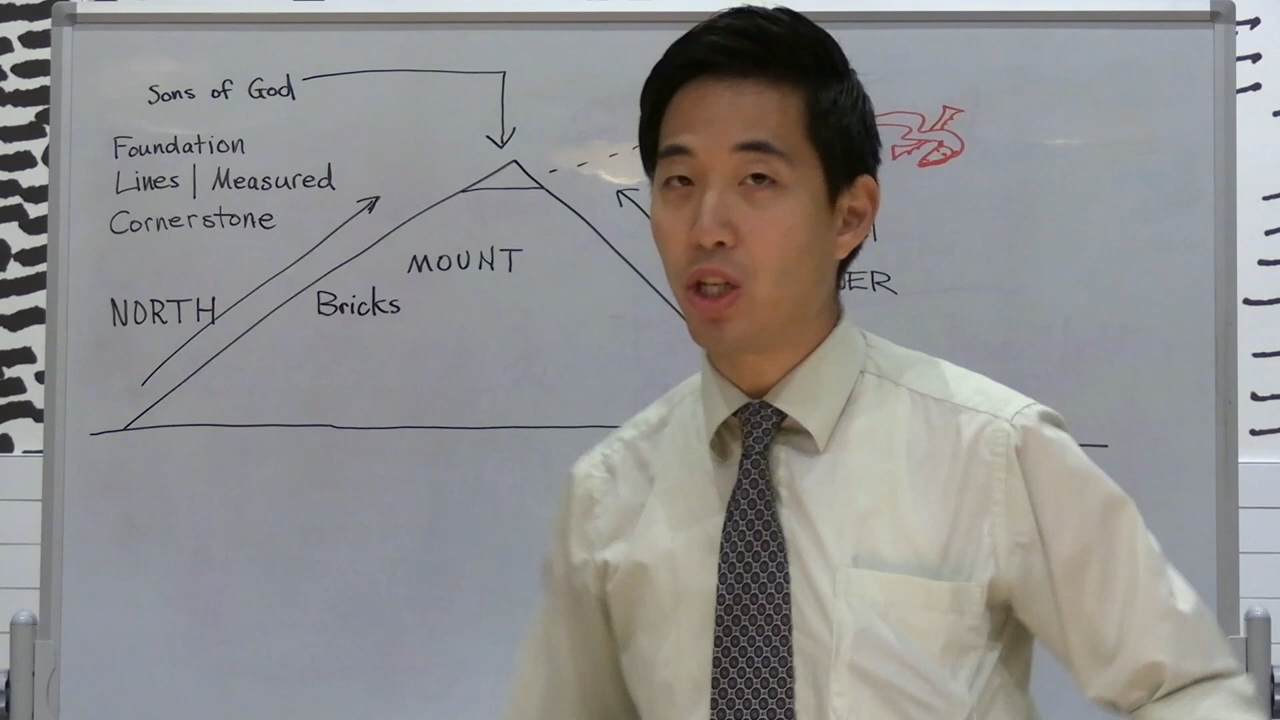 Sons of God
Foundation
Lines | Measured
Cornerstone
MOUNT
NORTH
Bricks